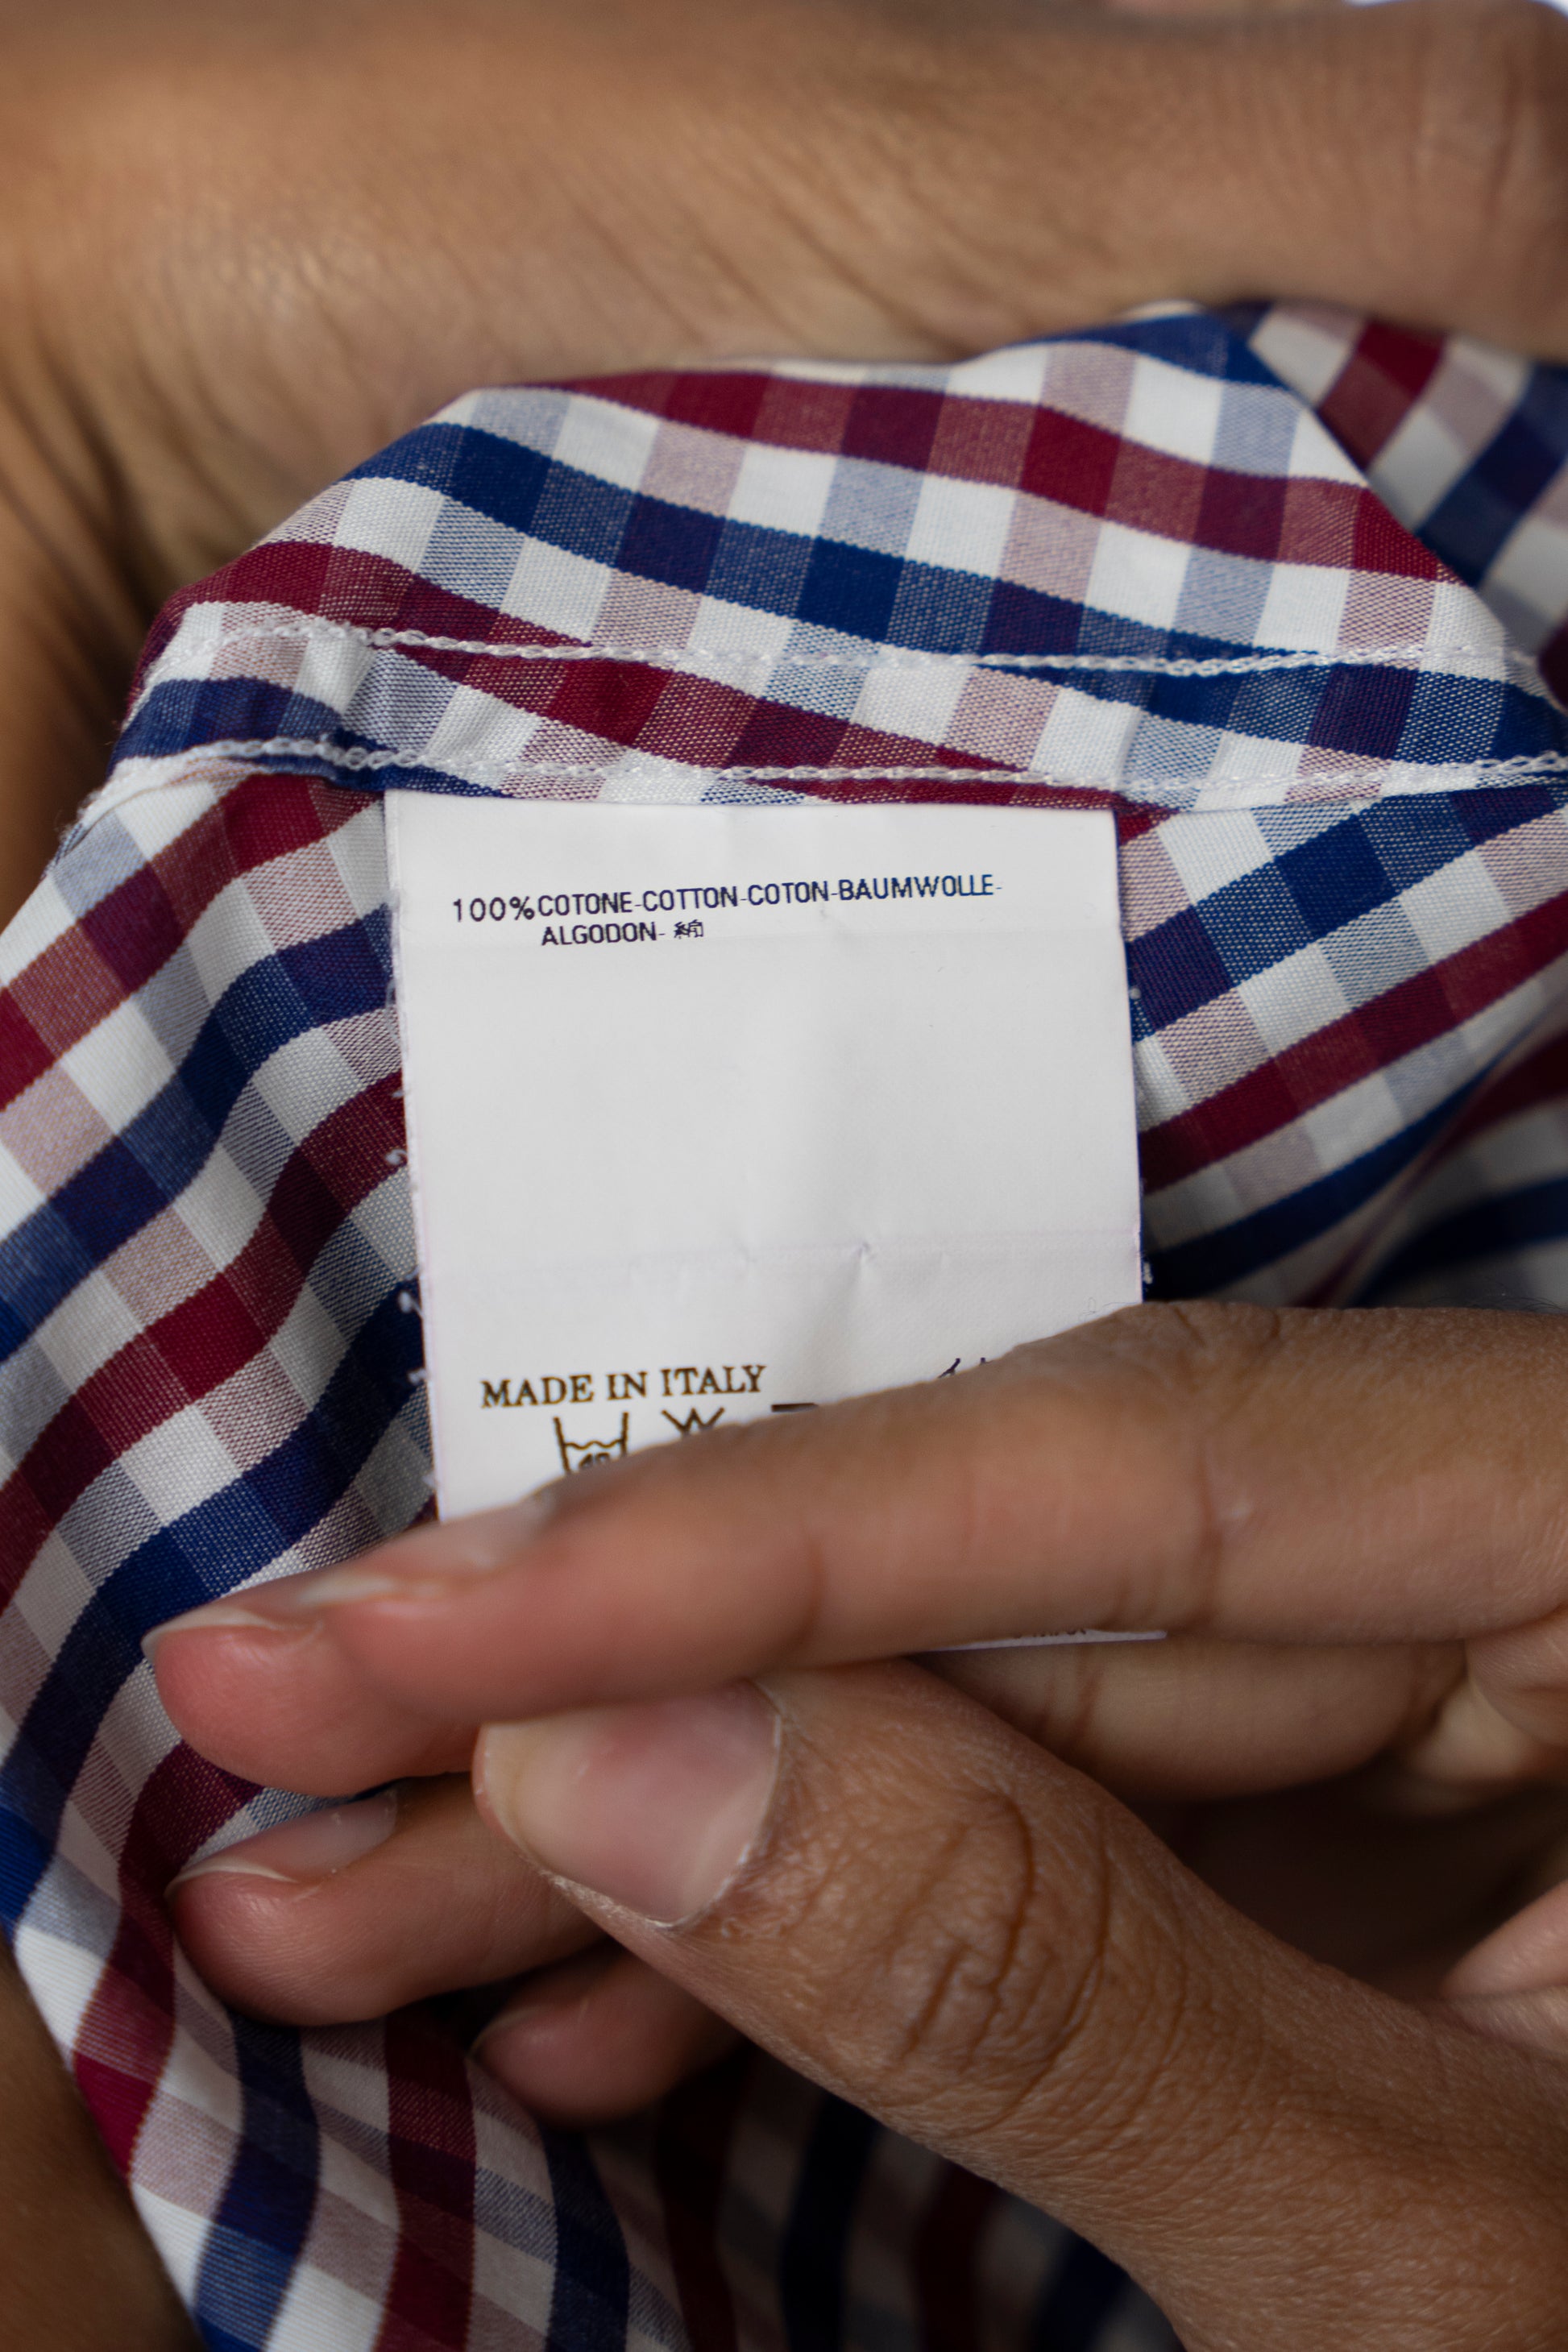 100% COTONE-COTTON-COTON-BAUMWOLLE-
ALGODON- 綿
MADE IN ITALY